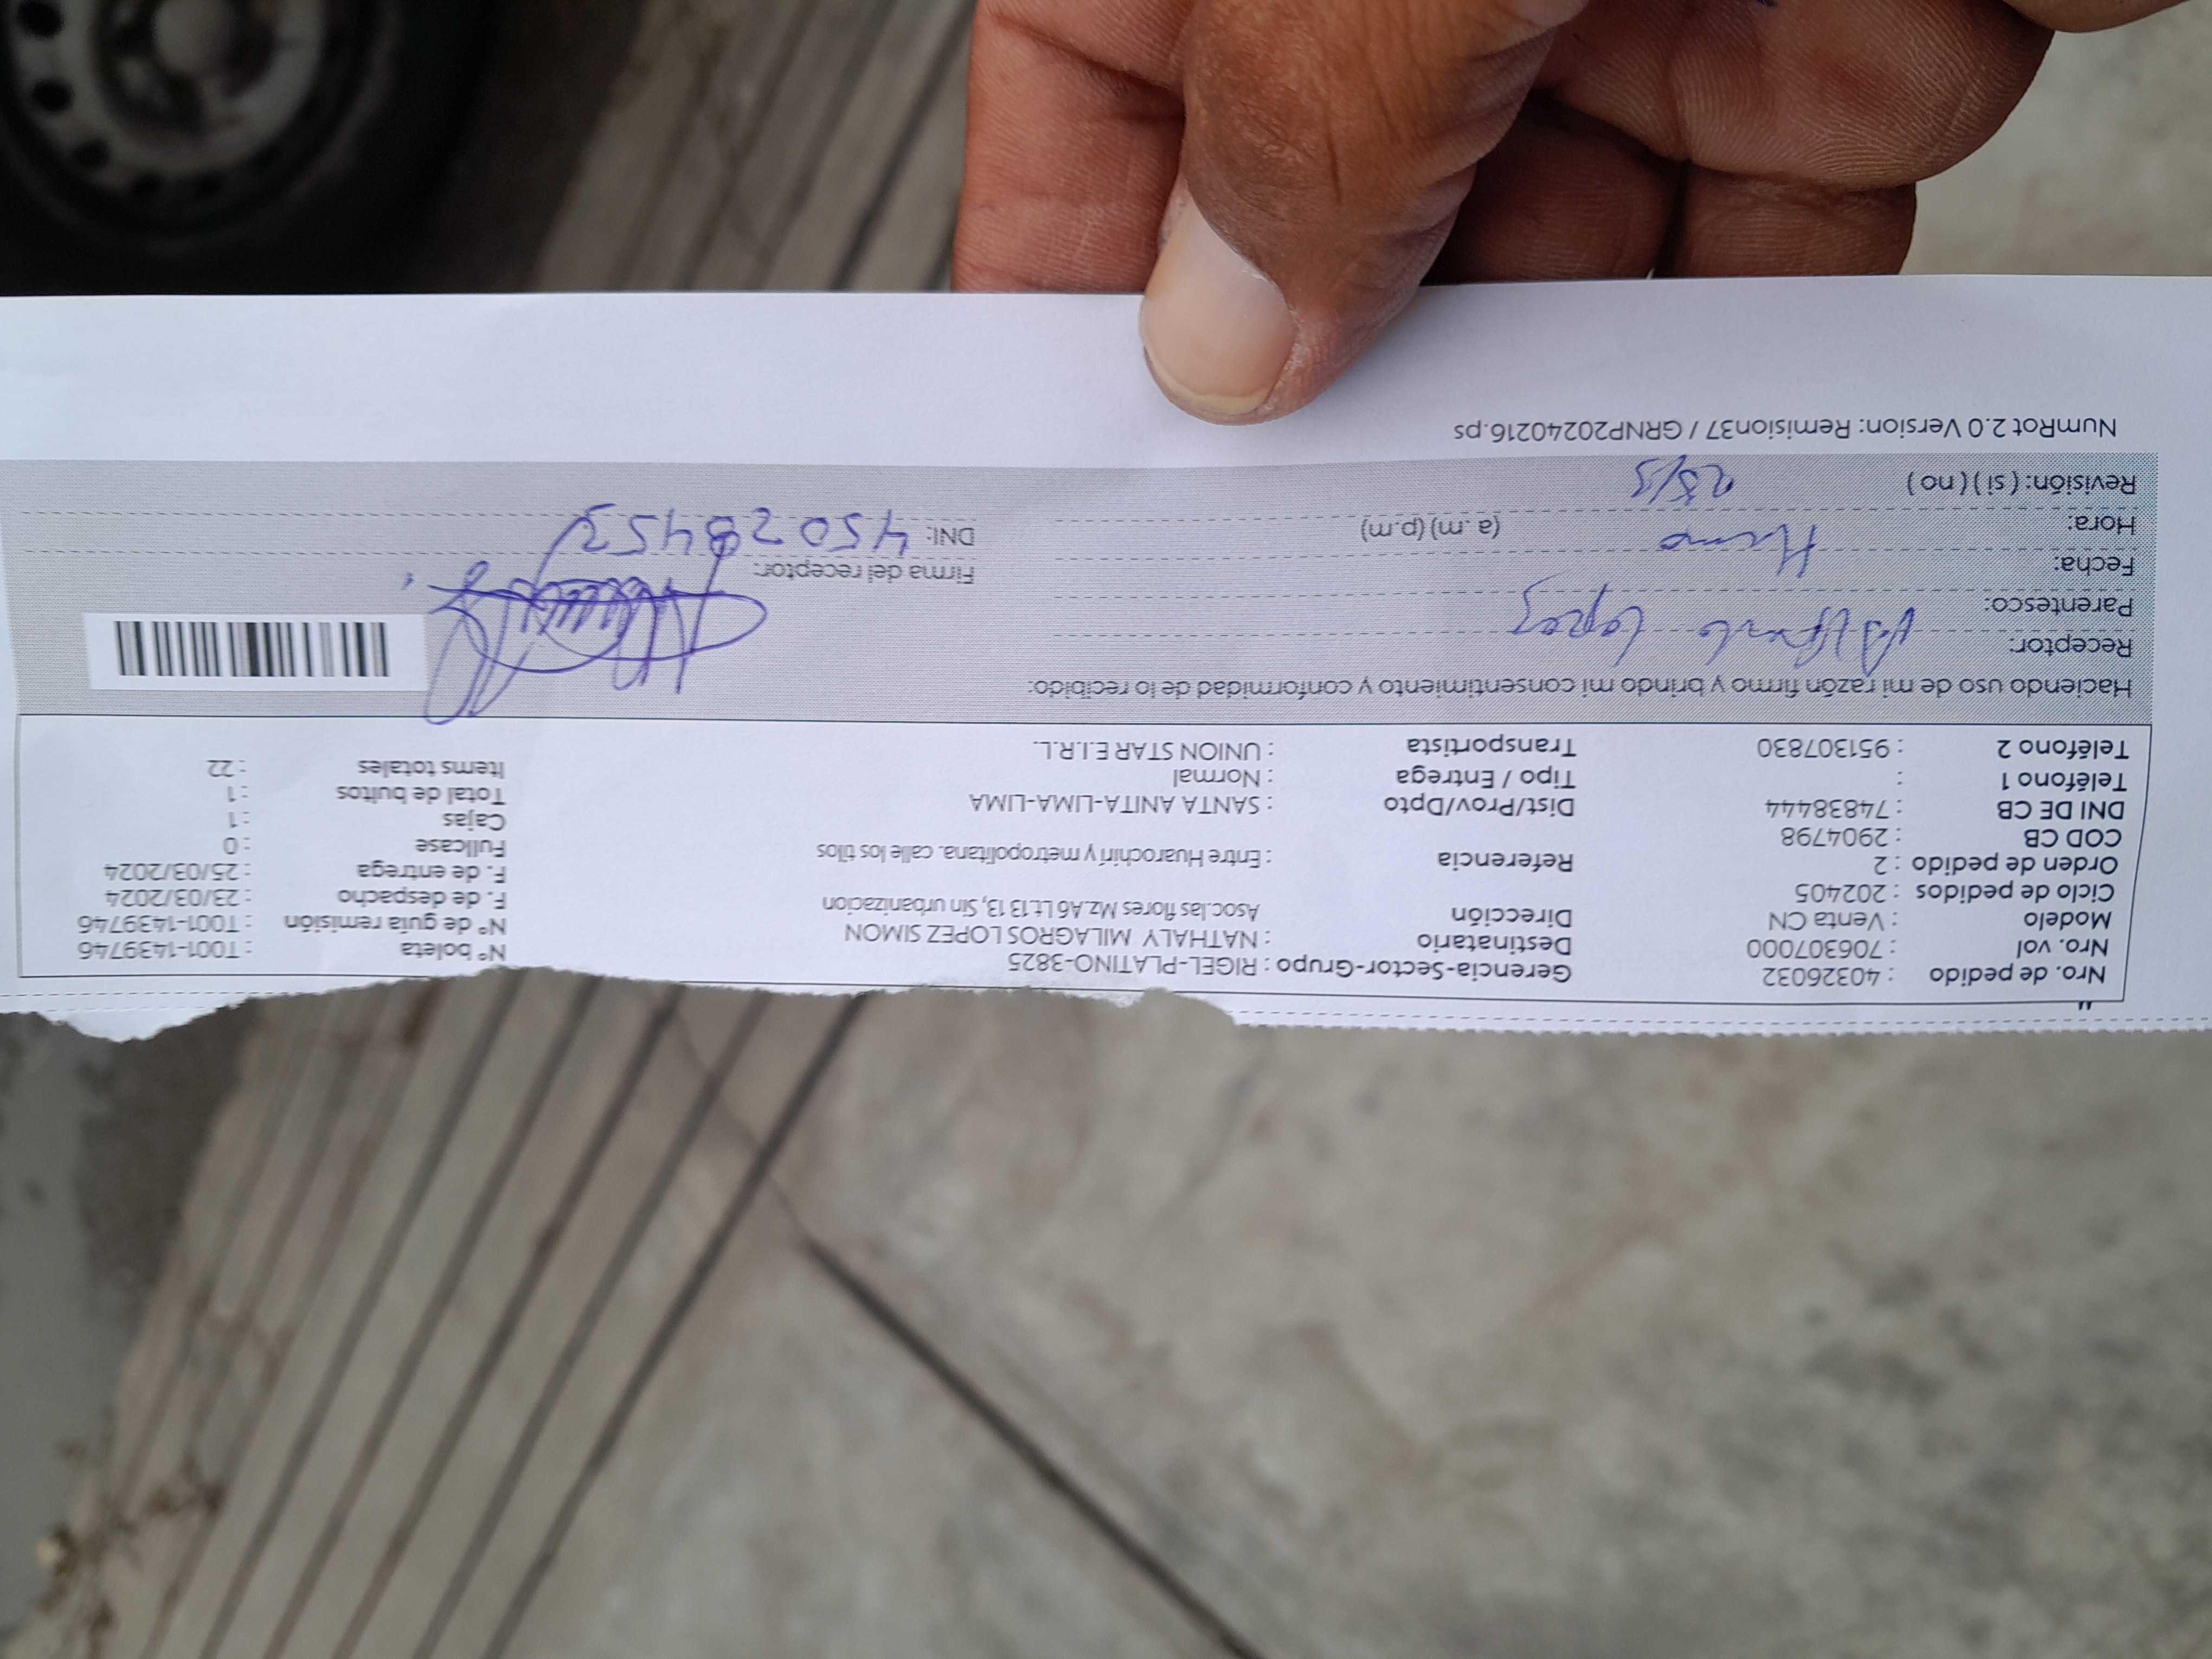 Nro. de pedido : 40326032 Gerencia-Sector-Grupo : RIGEL-PLATINO-3825 N° boleta : T001-1439746
Nro. vol : 706307000 Destinatario : NATHALY MILAGROS LOPEZ SIMON N° de guía remisión : T001-1439746
Modelo : Venta CN Dirección Asoc.las flores Mz.A6 Lt.13 13, Sin urbanizacion F. de despacho : 23/03/2024
Ciclo de pedidos : 202405 F. de entrega : 25/03/2024
Orden de pedido : 2 Referencia : Entre Huarochirí y metropolitana. calle los tilos Fullcase : 0
COD CB : 2904798 Cajas : 1
DNI DE CB : 74838444 Dist/Prov/Dpto : SANTA ANITA-LIMA-LIMA Total de bultos : 1
Teléfono 1 : Tipo / Entrega : Normal Items totales : 22
Teléfono 2 : 951307830 Transportista : UNION STAR E.I.R.L.
Haciendo uso de mi razón firmo y brindo mi consentimiento y conformidad de lo recibido:
Receptor: Lopez
Parentesco:
Fecha: Firma del receptor:
Hora: (a. m) (p.m) DNI: 45028453
Revisión: ( si ) ( no ) 25/3
NumRot 2.0 Version: Remision37 / GRNP20240216.ps